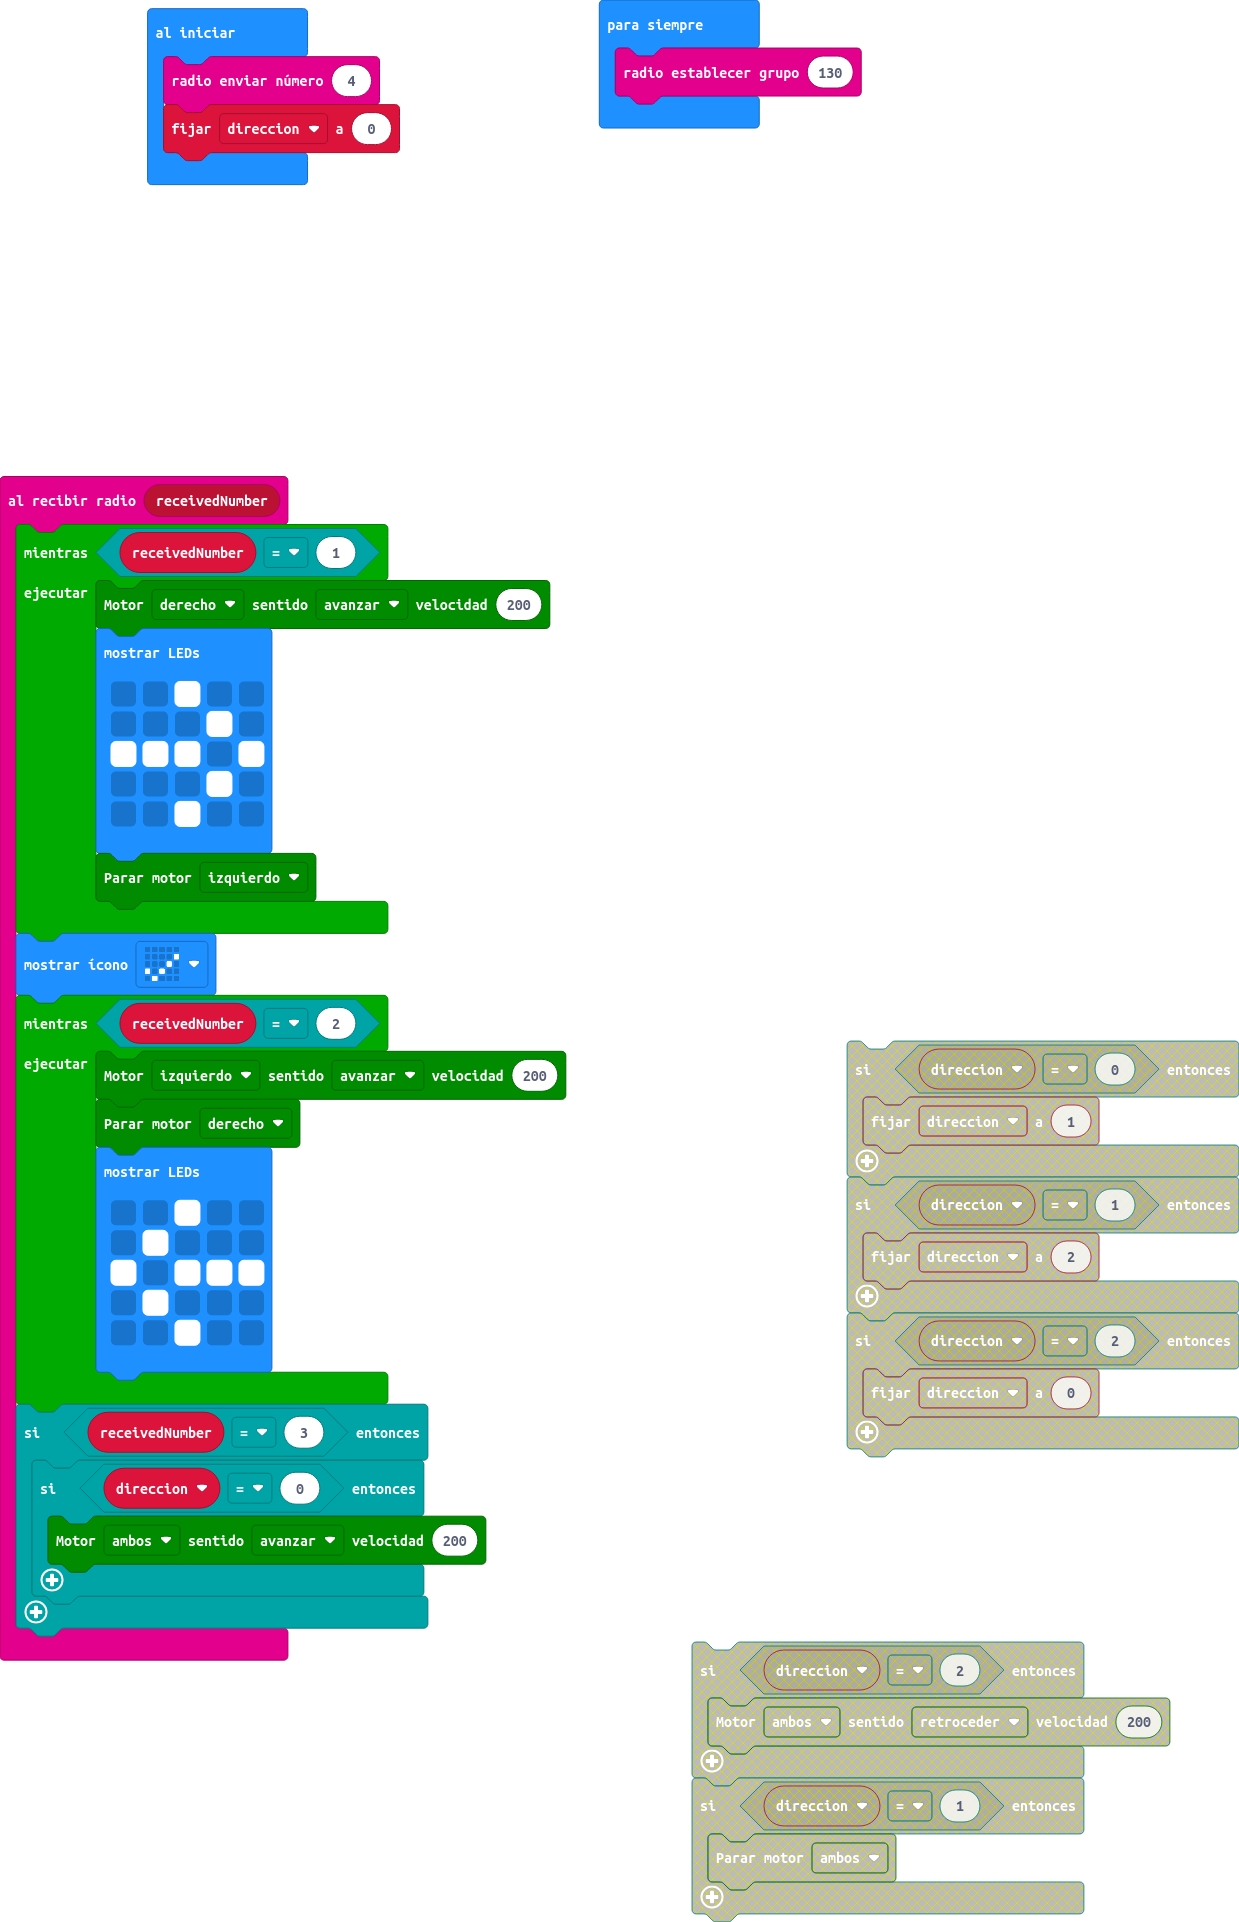 al iniciar
radio enviar número 4
fijar direccion a 0
para siempre
radio establecer grupo 130
al recibir radio receivedNumber
mientras receivedNumber = 1
ejecutar
Motor derecho sentido avanzar velocidad 200
mostrar LEDs
Parar motor izquierdo
mostrar ícono
mientras receivedNumber = 2
ejecutar
Motor izquierdo sentido avanzar velocidad 200
Parar motor derecho
mostrar LEDs
si receivedNumber = 3 entonces
si direccion = 0 entonces
Motor ambos sentido avanzar velocidad 200
si direccion = 0 entonces
fijar direccion a 1
si direccion = 1 entonces
fijar direccion a 2
si direccion = 2 entonces
fijar direccion a 0
si direccion = 2 entonces
Motor ambos sentido retroceder velocidad 200
si direccion = 1 entonces
Parar motor ambos